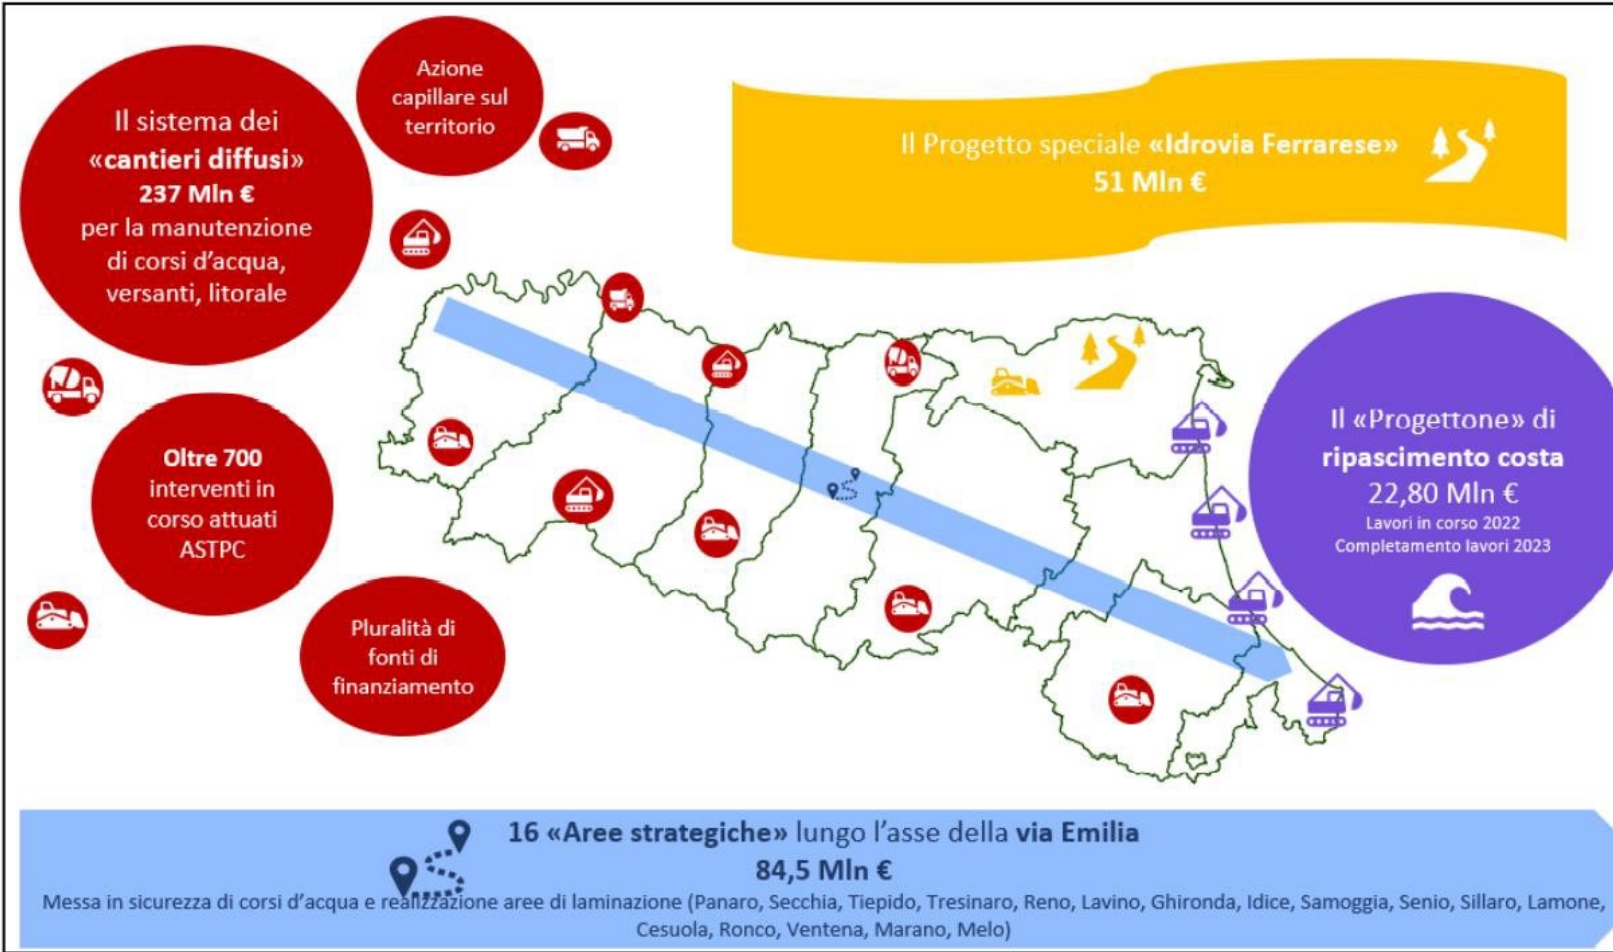 Il sistema dei
«cantieri diffusi»
237 Mln €
per la manutenzione
di corsi d'acqua,
versanti, litorale
Azione
capillare sul
territorio
Oltre 700
interventi in
corso attuati
ASTPC
Pluralità di
fonti di
finanziamento
Il Progetto speciale «Idrovia Ferrarese»
51 Mln €
Il «Progettone» di
ripascimento costa
22,80 Mln €
Lavori in corso 2022
Completamento lavori 2023
16 «Aree strategiche» lungo l'asse della via Emilia
84,5 Mln €
Messa in sicurezza di corsi d'acqua e realizzazione aree di laminazione (Panaro, Secchia, Tiepido, Tresinaro, Reno, Lavino, Ghironda, Idice, Samoggia, Senio, Sillaro, Lamone,
Cesuola, Ronco, Ventena, Marano, Melo)